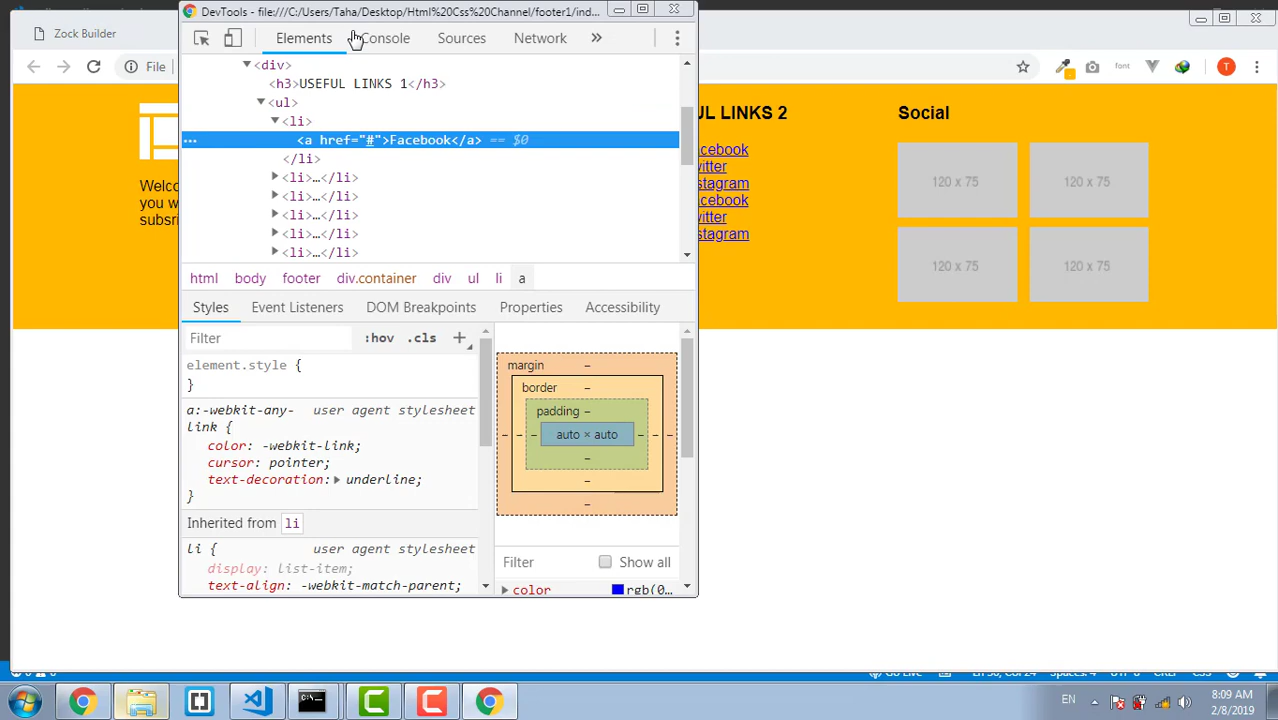 DevTools - file:///C:/Users/Taha/Desktop/Html%20Css%20Channel/footer1/ind...
Zock Builder
Elements
Console
Sources
Network
»
File
font
T
<div>
<h3>USEFUL LINKS 1</h3>
<ul>
<li>
... <a href="#">Facebook</a> == $0
</li>
<li>…</li>
<li>…</li>
<li>…</li>
<li>…</li>
<li>…</li>
html body footer div.container div ul li a
Styles Event Listeners DOM Breakpoints Properties Accessibility
Filter :hov .cls +
element.style {
}
a:-webkit-any- user agent stylesheet
link {
color: -webkit-link;
cursor: pointer;
text-decoration: underline;
}
Inherited from li
li { user agent stylesheet
display: list-item;
text-align: -webkit-match-parent;
margin –
border –
padding –
– – – auto × auto – – –
–
–
–
Filter Show all
color rgb(0…
Welco
you w
subsri
UL LINKS 2
cebook
itter
stagram
cebook
itter
stagram
Social
120 x 75 120 x 75
120 x 75 120 x 75
EN
8:09 AM
2/8/2019